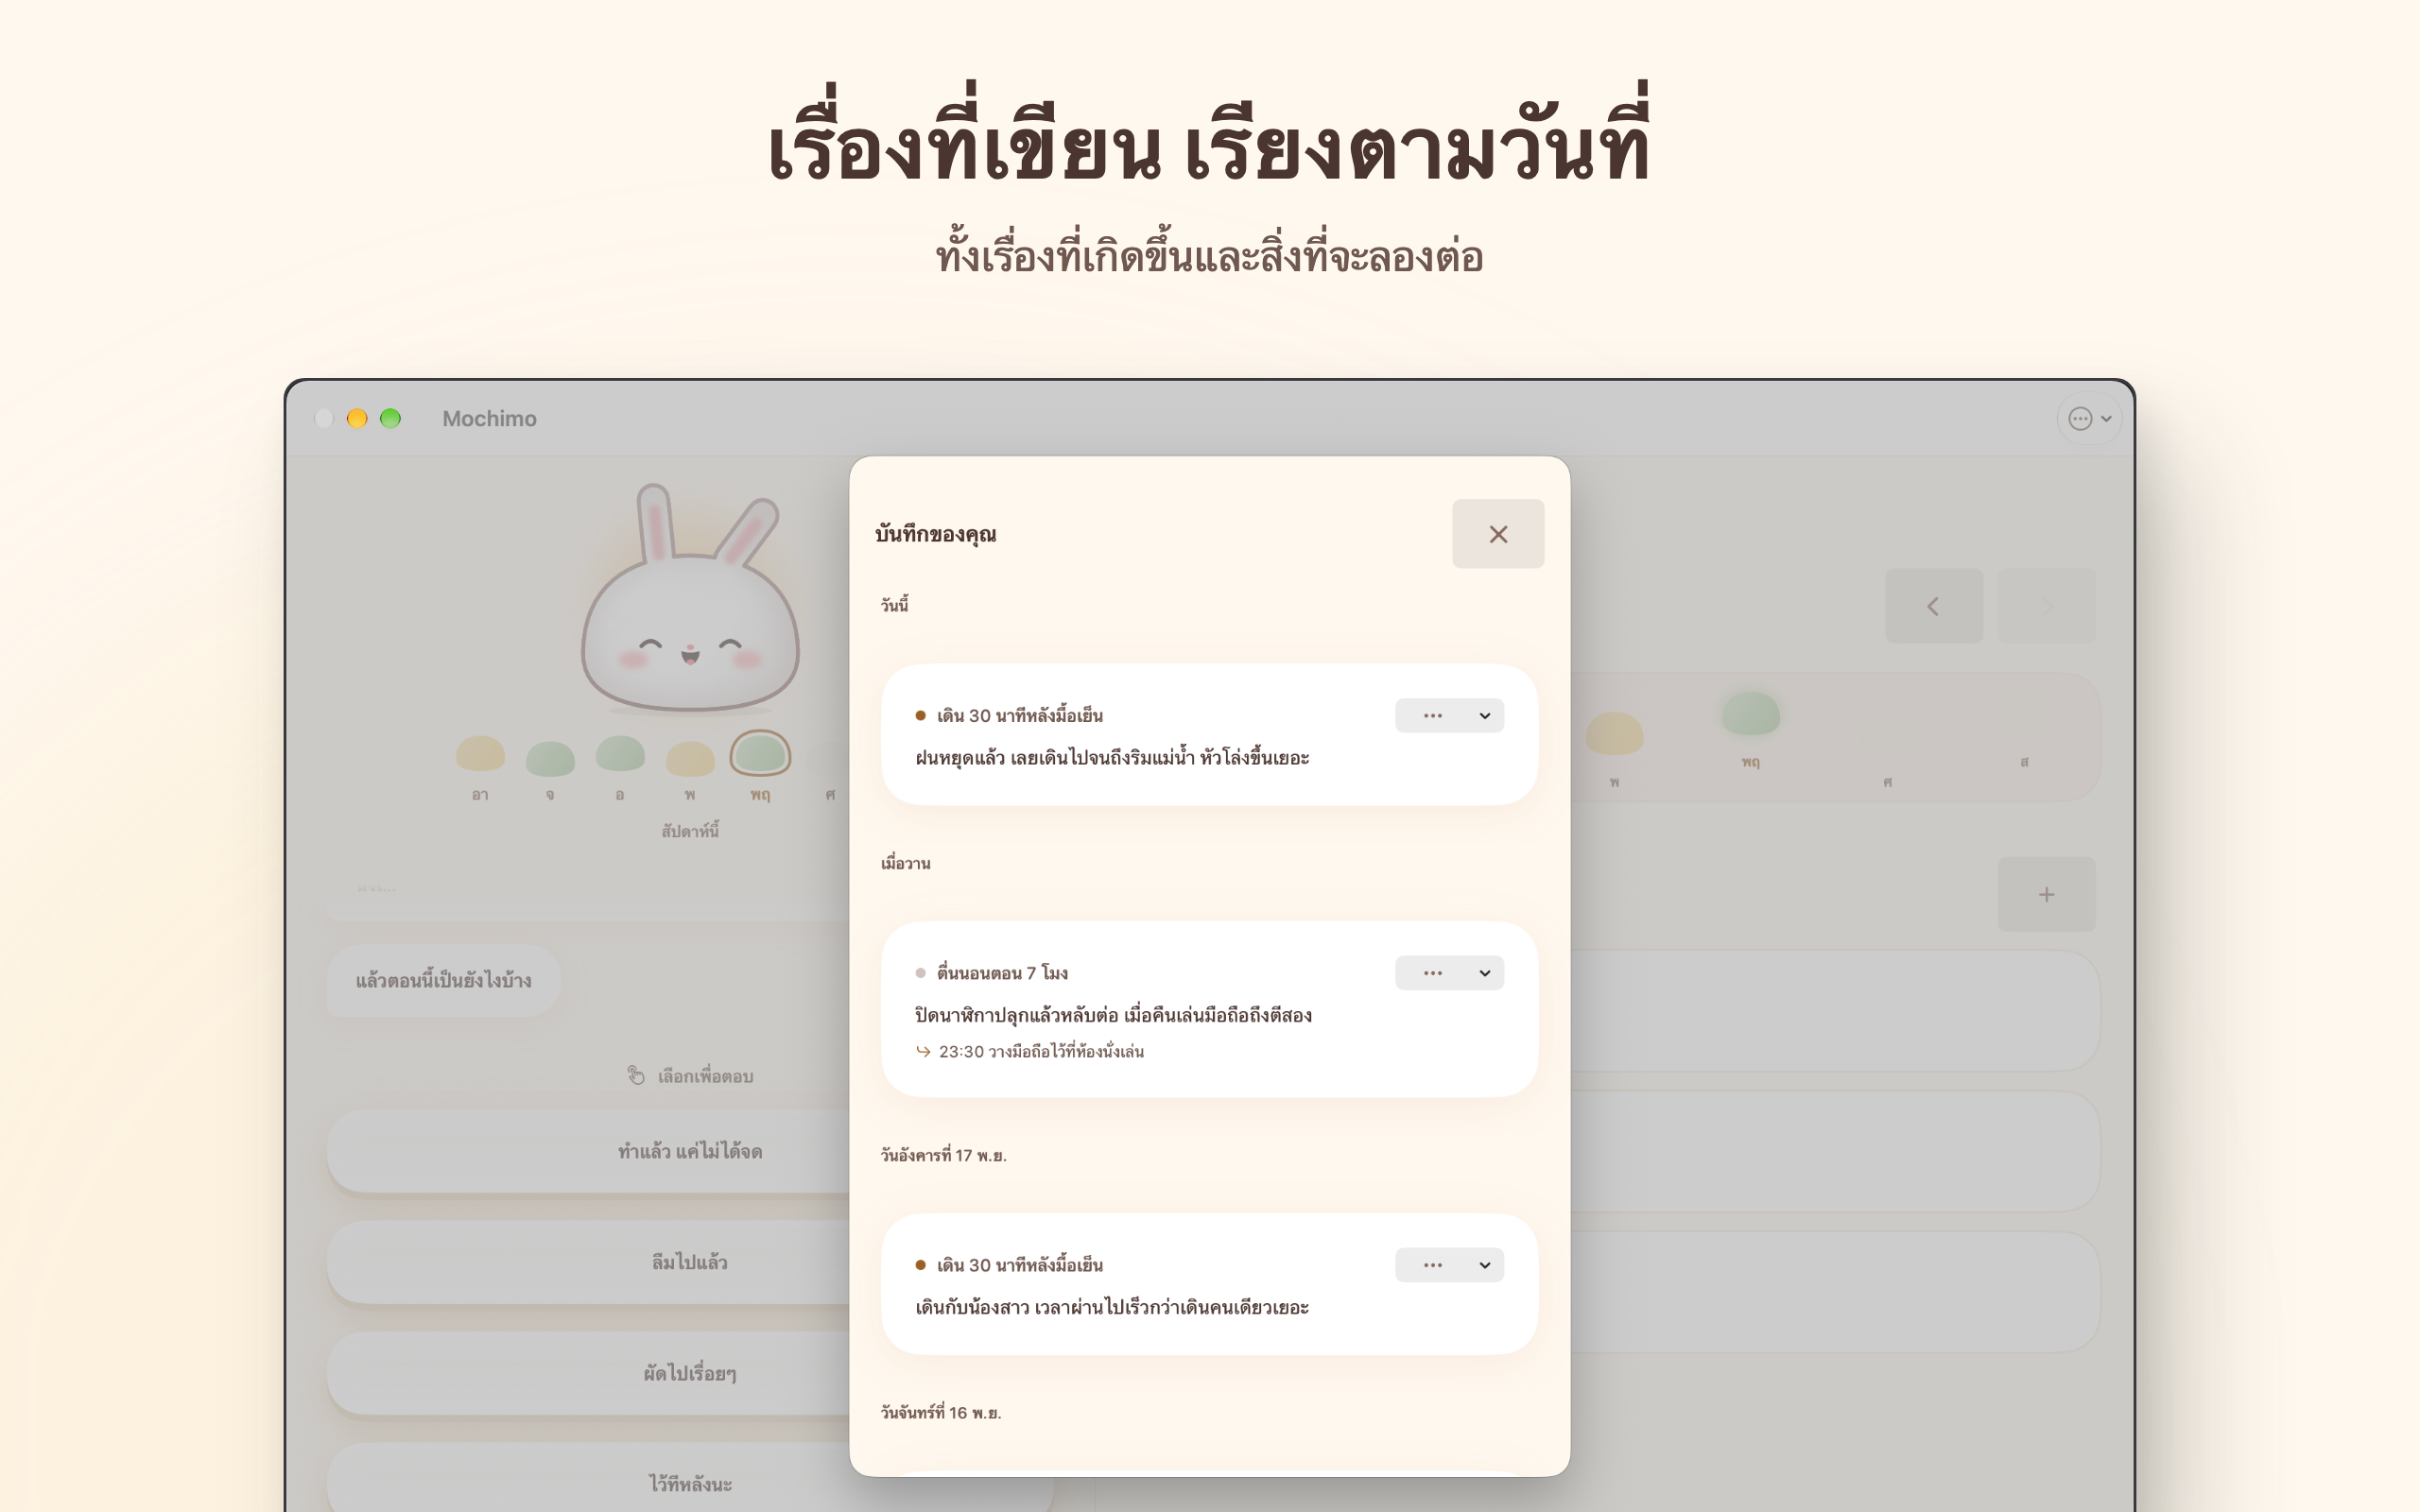 เรื่องที่เขียน เรียงตามวันที่
ทั้งเรื่องที่เกิดขึ้นและสิ่งที่จะลองต่อ
Mochimo
อา จ อ พ พฤ ศ
สัปดาห์นี้
แล้วตอนนี้เป็นยังไงบ้าง
เลือกเพื่อตอบ
ทำแล้ว แค่ไม่ได้จด
ลืมไปแล้ว
ผัดไปเรื่อยๆ
ไว้ทีหลังนะ
บันทึกของคุณ
วันนี้
เดิน 30 นาทีหลังมื้อเย็น
ฝนหยุดแล้ว เลยเดินไปจนถึงริมแม่น้ำ หัวโล่งขึ้นเยอะ
เมื่อวาน
ตื่นนอนตอน 7 โมง
ปิดนาฬิกาปลุกแล้วหลับต่อ เมื่อคืนเล่นมือถือถึงตีสอง
23:30 วางมือถือไว้ที่ห้องนั่งเล่น
วันอังคารที่ 17 พ.ย.
เดิน 30 นาทีหลังมื้อเย็น
เดินกับน้องสาว เวลาผ่านไปเร็วกว่าเดินคนเดียวเยอะ
วันจันทร์ที่ 16 พ.ย.
พ พฤ ศ ส